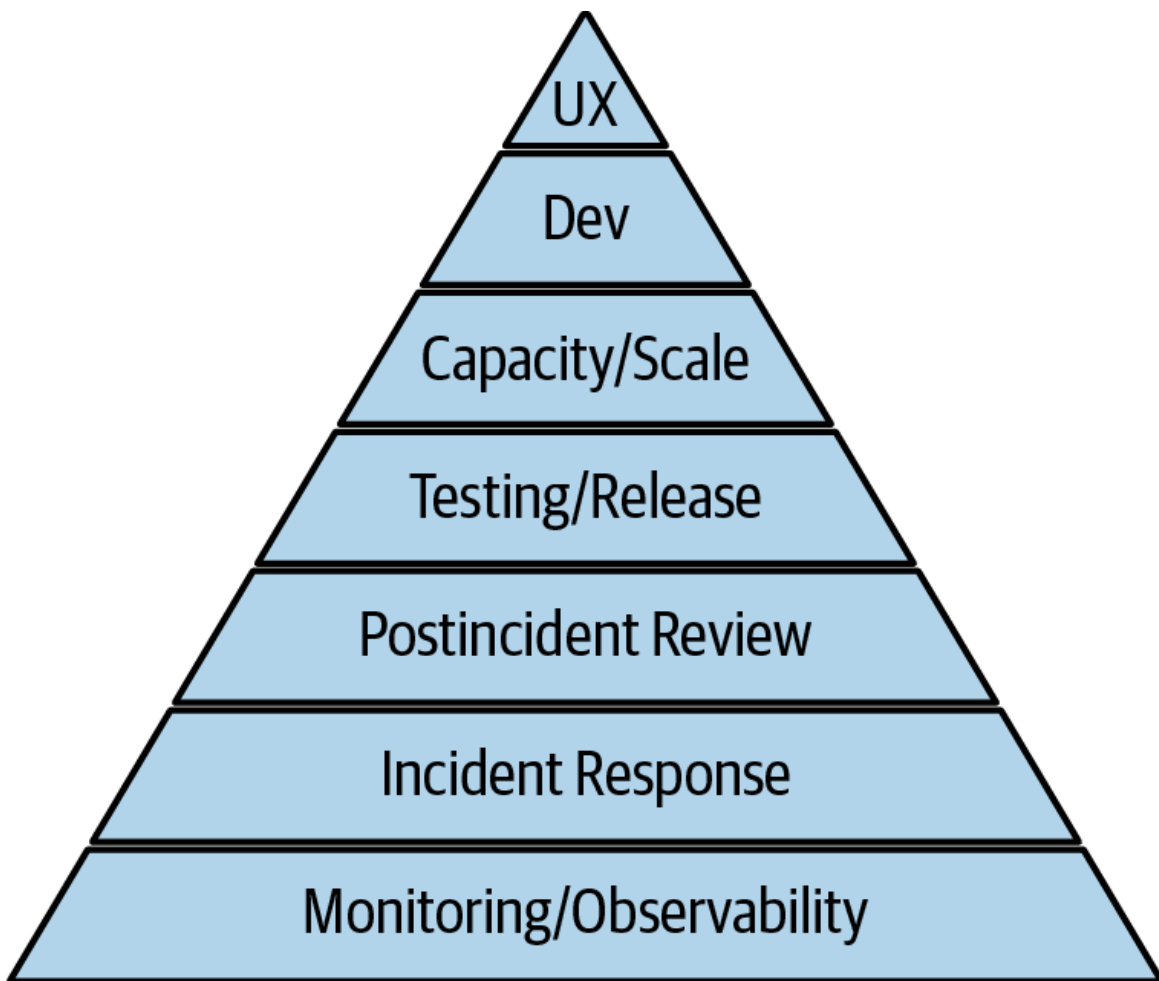 UX
Dev
Capacity/Scale
Testing/Release
Postincident Review
Incident Response
Monitoring/Observability